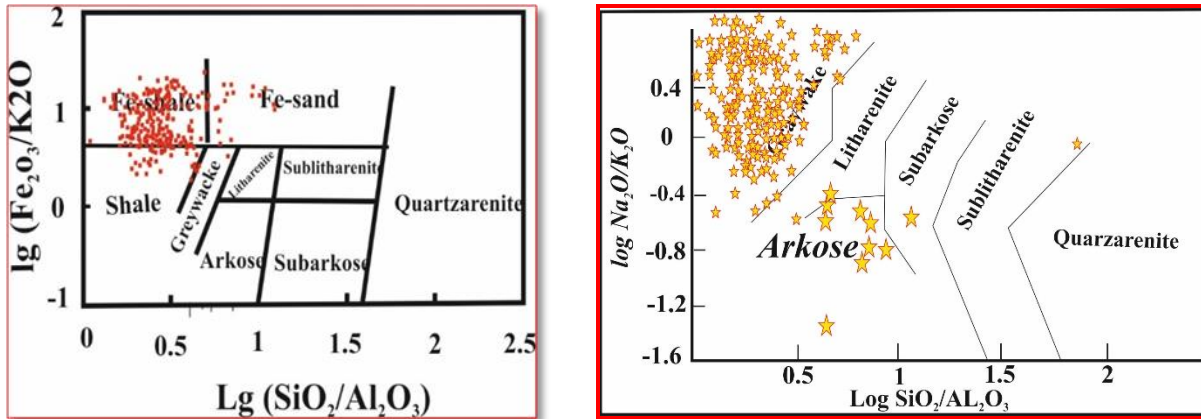 2
1
0
-1
lg (Fe₂o₃/K2O
Fe-shale
Fe-sand
Shale
Greywacke
Litharenite
Sublitharenite
Quartzarenite
Arkose
Subarkose
0
0.5
1
1.5
2
2.5
Lg (SiO₂/Al₂O₃)
log Na₂O/K₂O
0.4
0
-0.4
-0.8
-1.2
-1.6
Graywake
Litharenite
Subarkose
Sublitharenite
Arkose
Quarzarenite
0.5
1.0
1.5
2
Log SiO₂/AL₂O₃